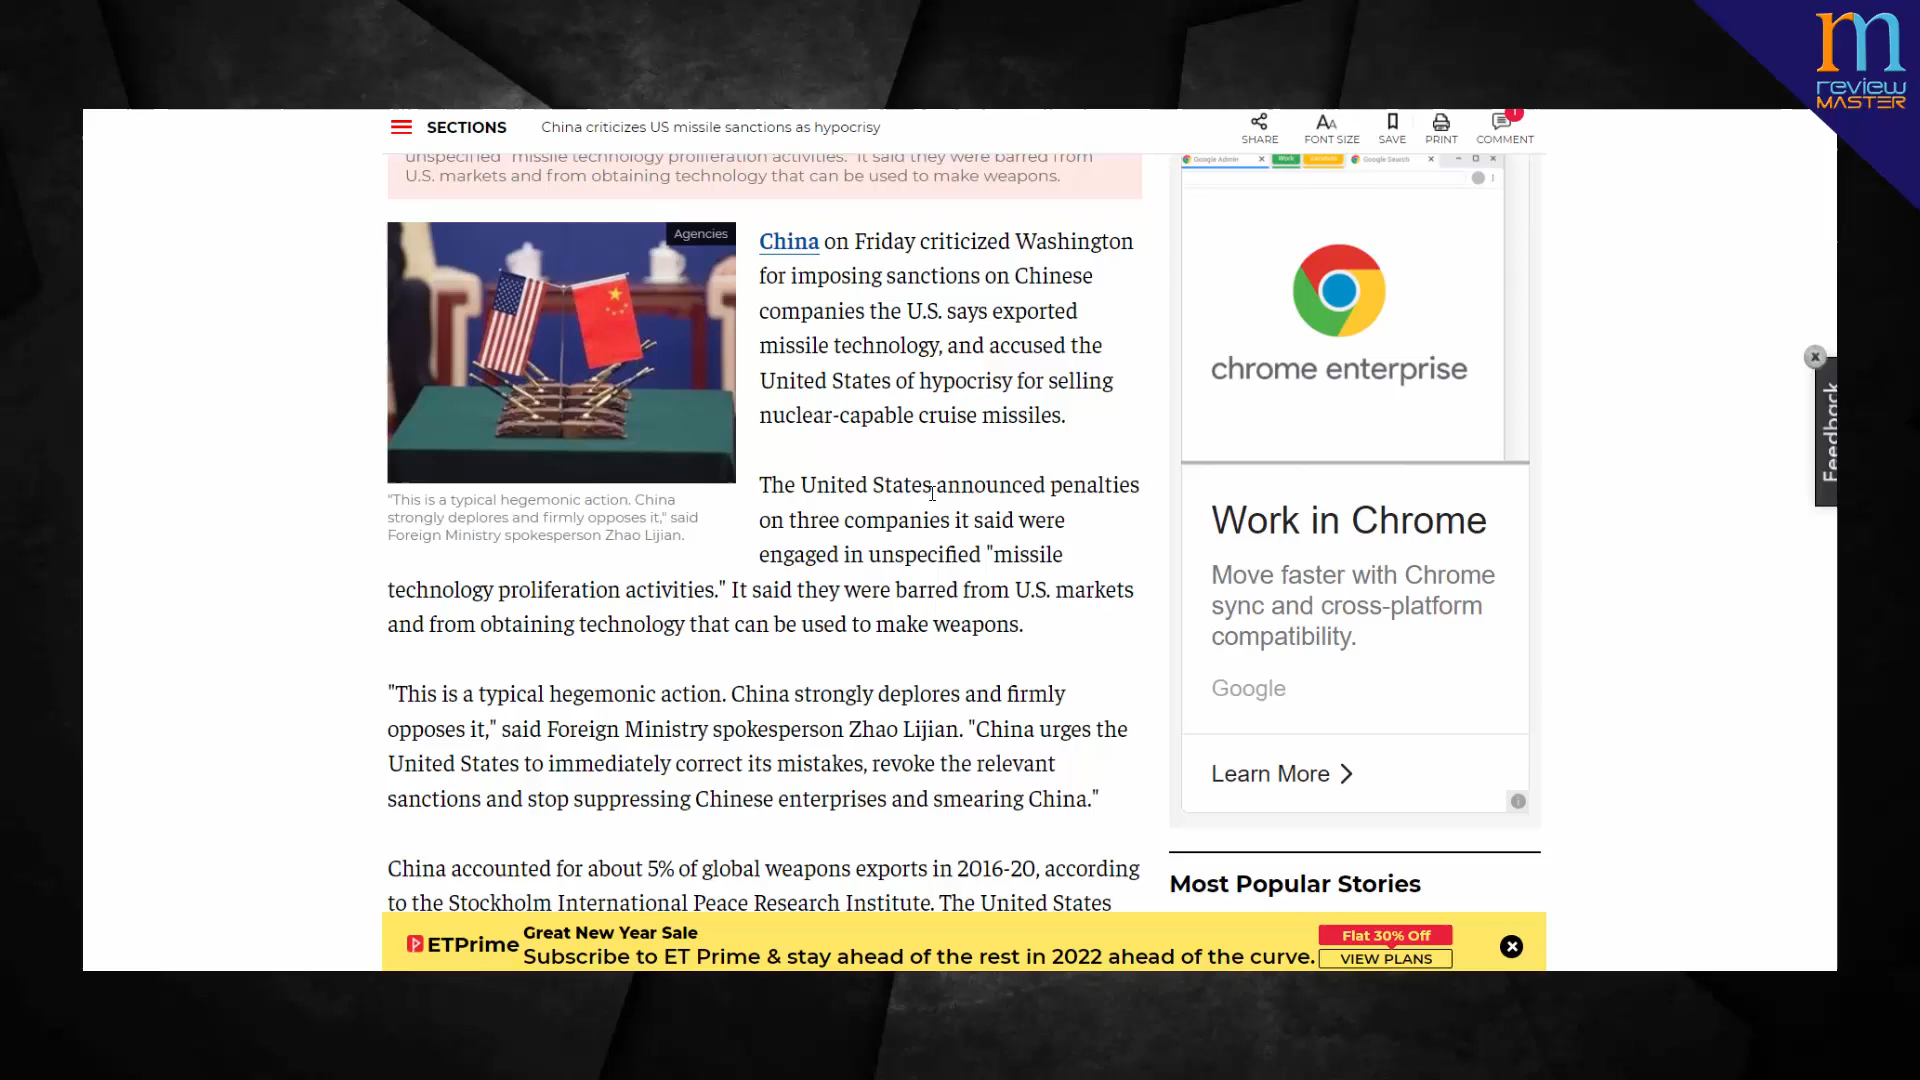 m
review
MASTER
SECTIONS
China criticizes US missile sanctions as hypocrisy
SHARE
FONT SIZE
SAVE
PRINT
COMMENT
1
unspecified "missile technology proliferation activities." It said they were barred from
U.S. markets and from obtaining technology that can be used to make weapons.
Agencies
"This is a typical hegemonic action. China
strongly deplores and firmly opposes it," said
Foreign Ministry spokesperson Zhao Lijian.
China on Friday criticized Washington
for imposing sanctions on Chinese
companies the U.S. says exported
missile technology, and accused the
United States of hypocrisy for selling
nuclear-capable cruise missiles.
The United States announced penalties
on three companies it said were
engaged in unspecified "missile
technology proliferation activities." It said they were barred from U.S. markets
and from obtaining technology that can be used to make weapons.
"This is a typical hegemonic action. China strongly deplores and firmly
opposes it," said Foreign Ministry spokesperson Zhao Lijian. "China urges the
United States to immediately correct its mistakes, revoke the relevant
sanctions and stop suppressing Chinese enterprises and smearing China."
China accounted for about 5% of global weapons exports in 2016-20, according
to the Stockholm International Peace Research Institute. The United States
Google Admin
Work
Google Search
chrome enterprise
Work in Chrome
Move faster with Chrome
sync and cross-platform
compatibility.
Google
Learn More
Most Popular Stories
Feedback
ETPrime
Great New Year Sale
Subscribe to ET Prime & stay ahead of the rest in 2022 ahead of the curve.
Flat 30% Off
VIEW PLANS